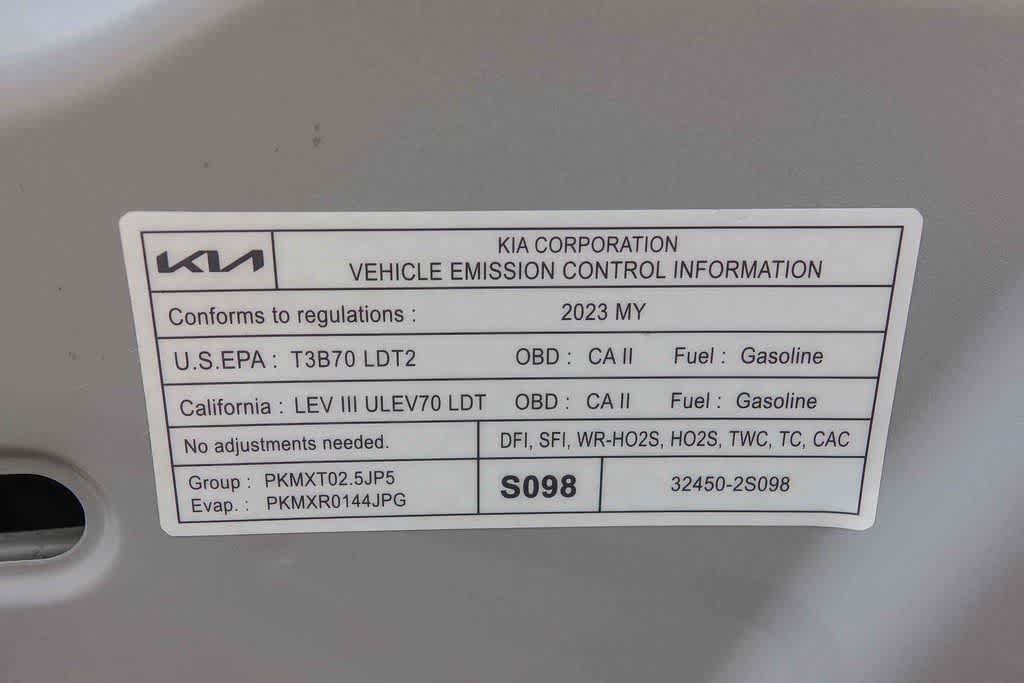 KIA
KIA CORPORATION
VEHICLE EMISSION CONTROL INFORMATION
Conforms to regulations : 2023 MY
U.S.EPA : T3B70 LDT2 OBD : CA II Fuel : Gasoline
California : LEV III ULEV70 LDT OBD : CA II Fuel : Gasoline
No adjustments needed. DFI, SFI, WR-HO2S, HO2S, TWC, TC, CAC
Group : PKMXT02.5JP5
Evap. : PKMXR0144JPG
S098 32450-2S098